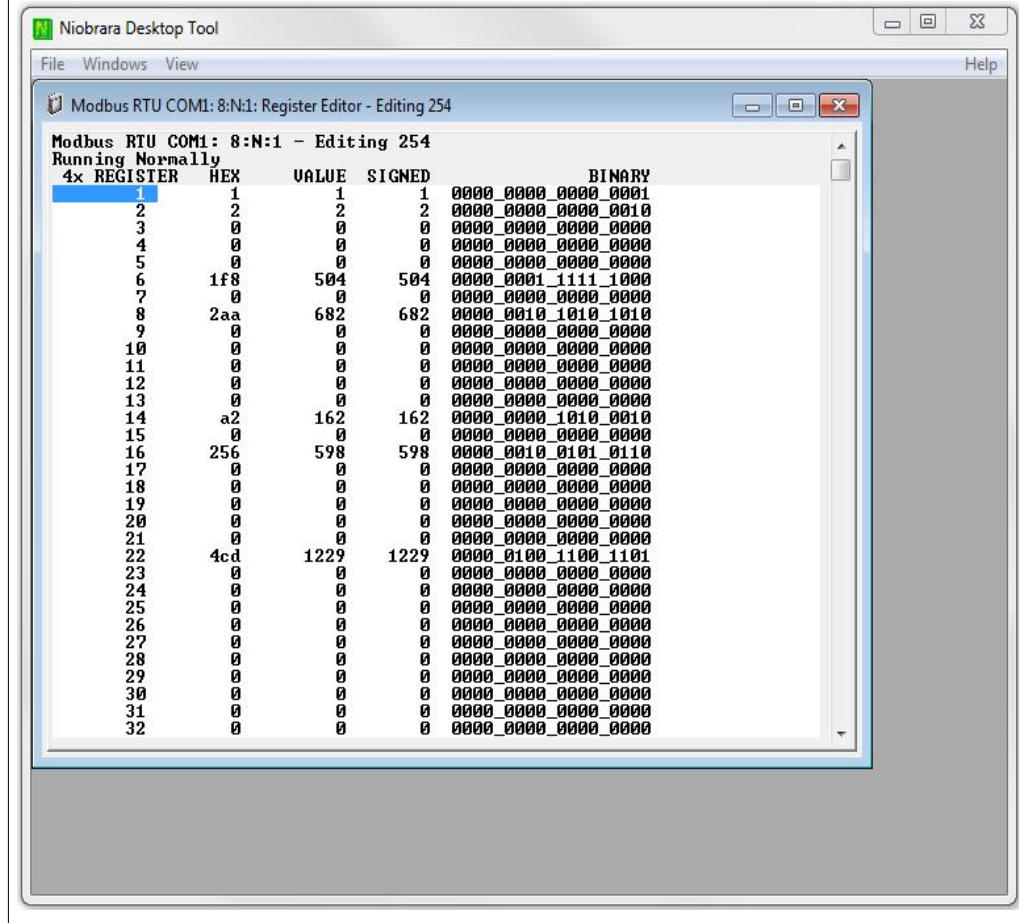 Niobrara Desktop Tool
File Windows View Help
Modbus RTU COM1: 8:N:1: Register Editor - Editing 254
Modbus RTU COM1: 8:N:1 - Editing 254
Running Normally
4x REGISTER HEX VALUE SIGNED BINARY
1 1 1 1 0000_0000_0000_0001
2 2 2 2 0000_0000_0000_0010
3 0 0 0 0000_0000_0000_0000
4 0 0 0 0000_0000_0000_0000
5 0 0 0 0000_0000_0000_0000
6 1f8 504 504 0000_0001_1111_1000
7 0 0 0 0000_0000_0000_0000
8 2aa 682 682 0000_0010_1010_1010
9 0 0 0 0000_0000_0000_0000
10 0 0 0 0000_0000_0000_0000
11 0 0 0 0000_0000_0000_0000
12 0 0 0 0000_0000_0000_0000
13 0 0 0 0000_0000_0000_0000
14 a2 162 162 0000_0000_1010_0010
15 0 0 0 0000_0000_0000_0000
16 256 598 598 0000_0010_0101_0110
17 0 0 0 0000_0000_0000_0000
18 0 0 0 0000_0000_0000_0000
19 0 0 0 0000_0000_0000_0000
20 0 0 0 0000_0000_0000_0000
21 0 0 0 0000_0000_0000_0000
22 4cd 1229 1229 0000_0100_1100_1101
23 0 0 0 0000_0000_0000_0000
24 0 0 0 0000_0000_0000_0000
25 0 0 0 0000_0000_0000_0000
26 0 0 0 0000_0000_0000_0000
27 0 0 0 0000_0000_0000_0000
28 0 0 0 0000_0000_0000_0000
29 0 0 0 0000_0000_0000_0000
30 0 0 0 0000_0000_0000_0000
31 0 0 0 0000_0000_0000_0000
32 0 0 0 0000_0000_0000_0000